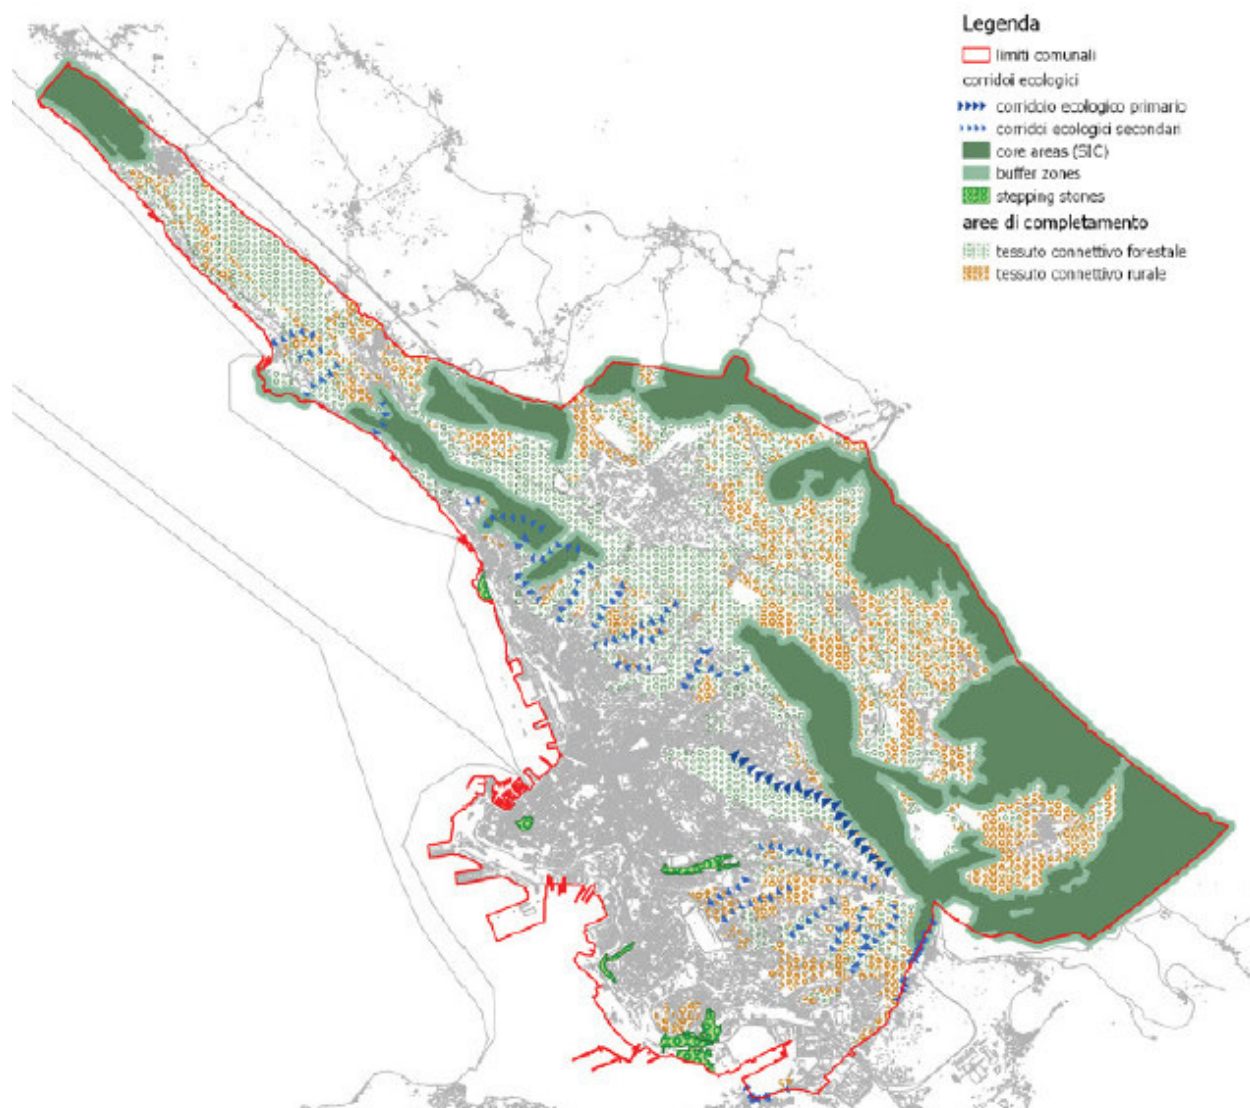 Legenda
limiti comunali
corridoi ecologici
corridoio ecologico primario
corridoi ecologici secondari
core areas (SIC)
buffer zones
stepping stones
aree di completamento
tessuto connettivo forestale
tessuto connettivo rurale